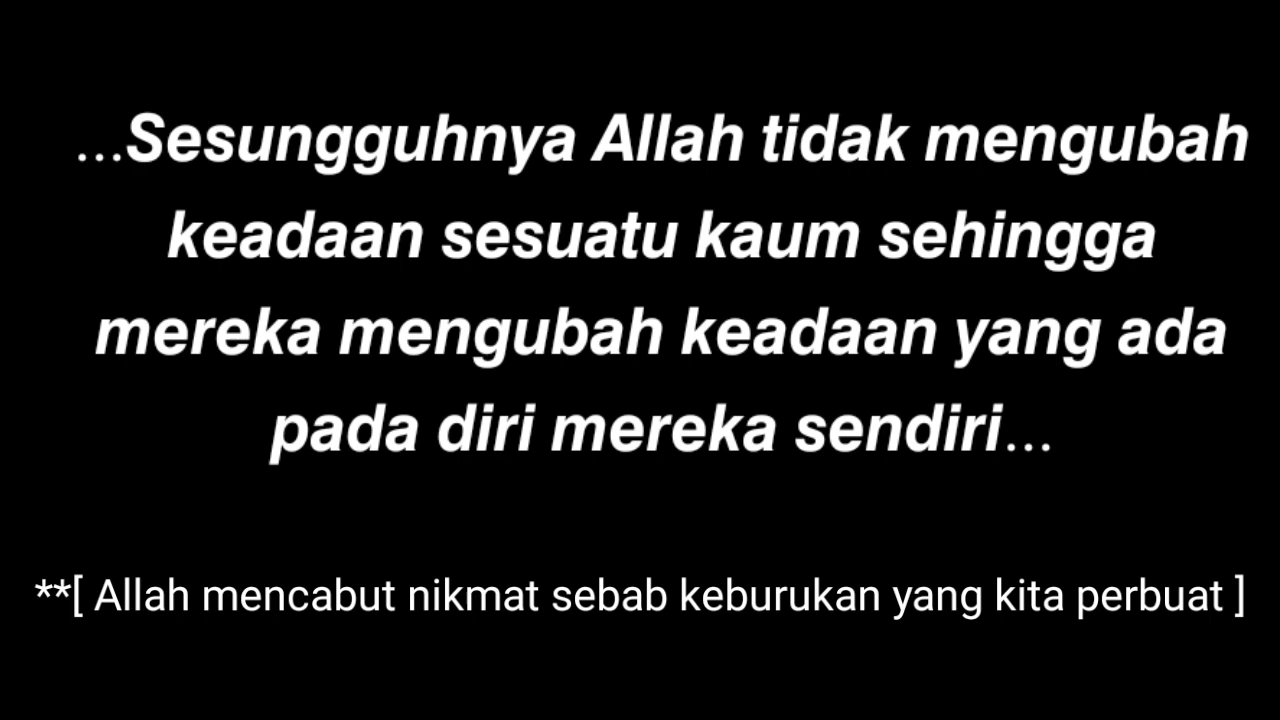 ...Sesungguhnya Allah tidak mengubah
keadaan sesuatu kaum sehingga
mereka mengubah keadaan yang ada
pada diri mereka sendiri...
**[ Allah mencabut nikmat sebab keburukan yang kita perbuat ]